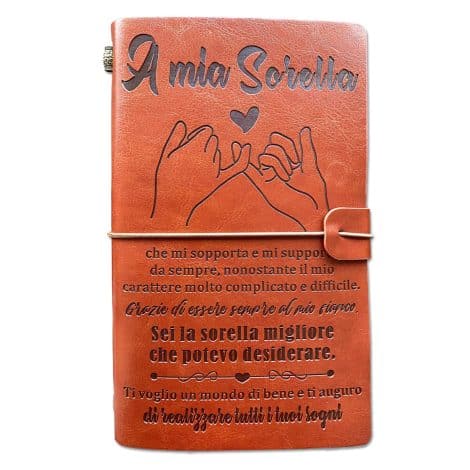 A mia Sorella
che mi sopporta e mi suppor
da sempre, nonostante il mio
carattere molto complicato e difficile.
Grazie di essere sempre al mio fianco.
Sei la sorella migliore
che potevo desiderare.
Ti voglio un mondo di bene e ti auguro
di realizzare tutti i tuoi sogni